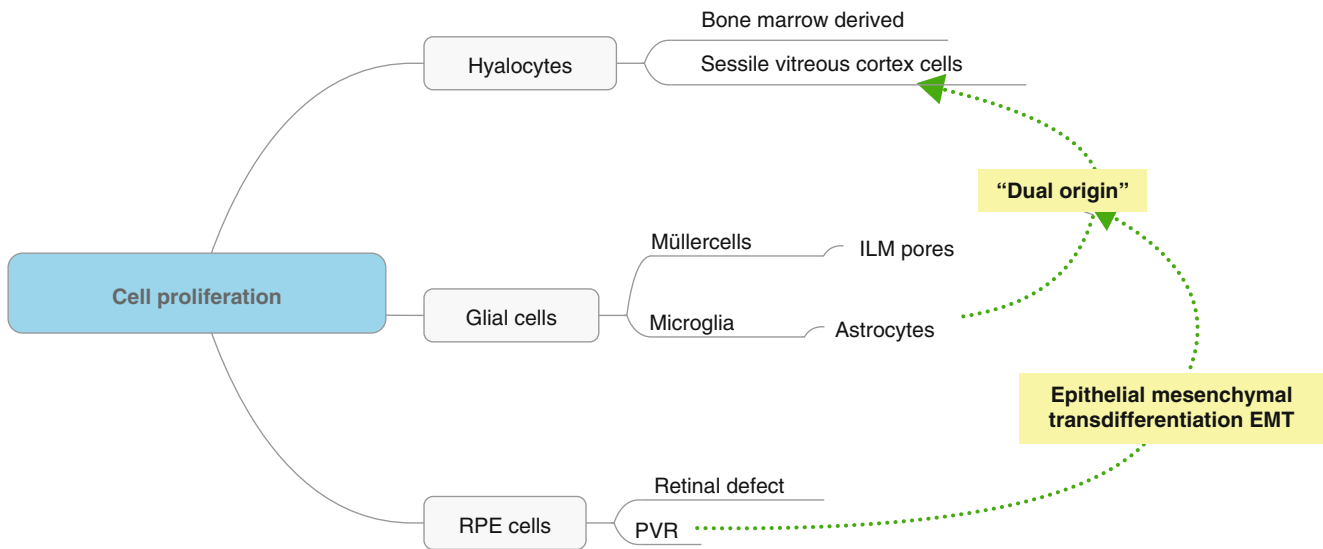 Bone marrow derived
Hyalocytes
Sessile vitreous cortex cells
“Dual origin”
Müllercells
ILM pores
Cell proliferation
Glial cells
Microglia
Astrocytes
Epithelial mesenchymal
transdifferentiation EMT
Retinal defect
RPE cells
PVR